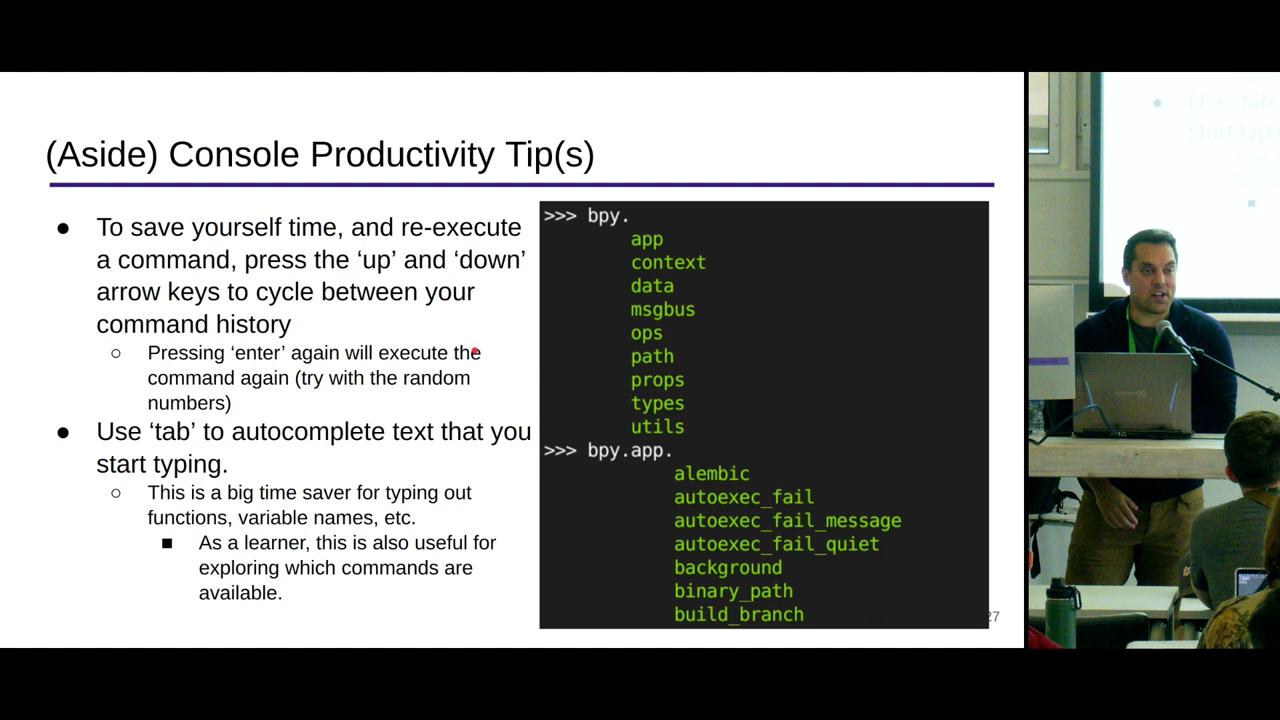 (Aside) Console Productivity Tip(s)
● To save yourself time, and re-execute
a command, press the ‘up’ and ‘down’
arrow keys to cycle between your
command history
○ Pressing ‘enter’ again will execute the
command again (try with the random
numbers)
● Use ‘tab’ to autocomplete text that you
start typing.
○ This is a big time saver for typing out
functions, variable names, etc.
■ As a learner, this is also useful for
exploring which commands are
available.
>>> bpy.
app
context
data
msgbus
ops
path
props
types
utils
>>> bpy.app.
alembic
autoexec_fail
autoexec_fail_message
autoexec_fail_quiet
background
binary_path
build_branch
27